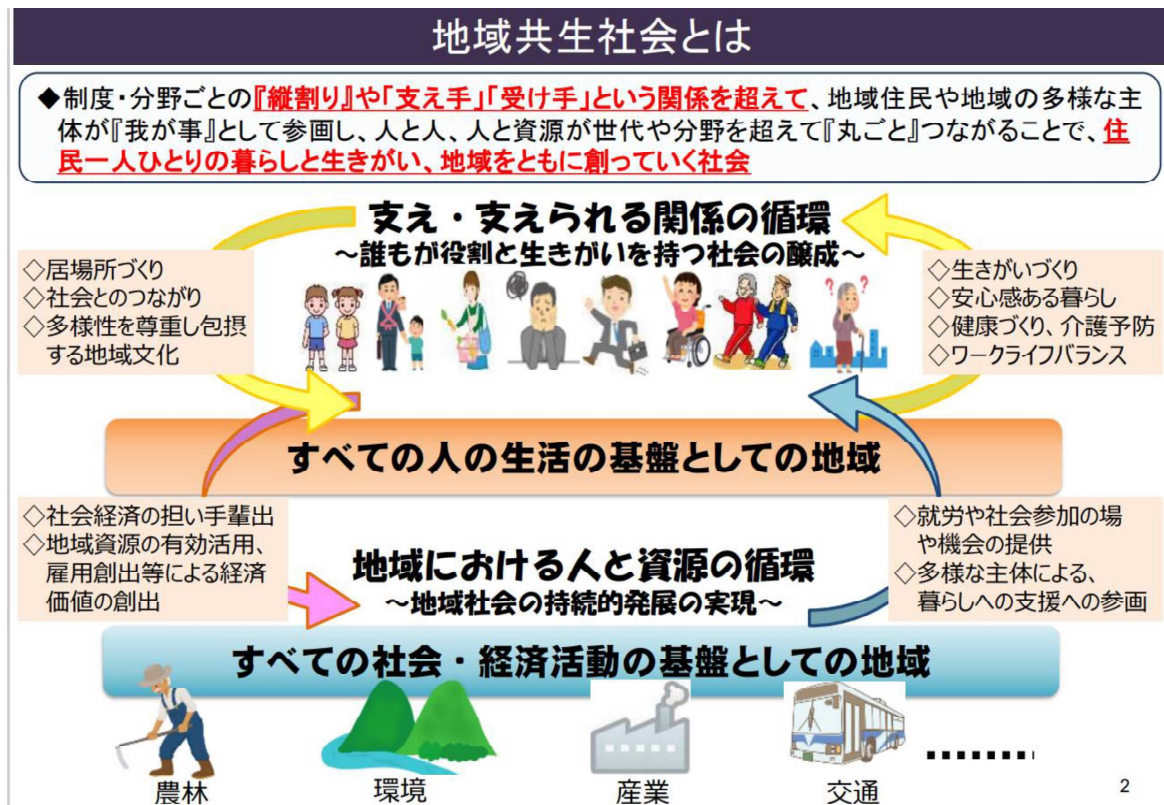 地域共生社会とは
◆制度・分野ごとの『縦割り』や「支え手」「受け手」という関係を超えて、地域住民や地域の多様な主
体が『我が事』として参画し、人と人、人と資源が世代や分野を超えて『丸ごと』つながることで、住
民一人ひとりの暮らしと生きがい、地域をともに創っていく社会
支え・支えられる関係の循環
～誰もが役割と生きがいを持つ社会の醸成～
◇居場所づくり
◇社会とのつながり
◇多様性を尊重し包摂
する地域文化
◇生きがいづくり
◇安心感ある暮らし
◇健康づくり、介護予防
◇ワークライフバランス
すべての人の生活の基盤としての地域
◇社会経済の担い手輩出
◇地域資源の有効活用、
雇用創出等による経済
価値の創出
地域における人と資源の循環
～地域社会の持続的発展の実現～
◇就労や社会参加の場
や機会の提供
◇多様な主体による、
暮らしへの支援への参画
すべての社会・経済活動の基盤としての地域
農林
環境
産業
交通
2